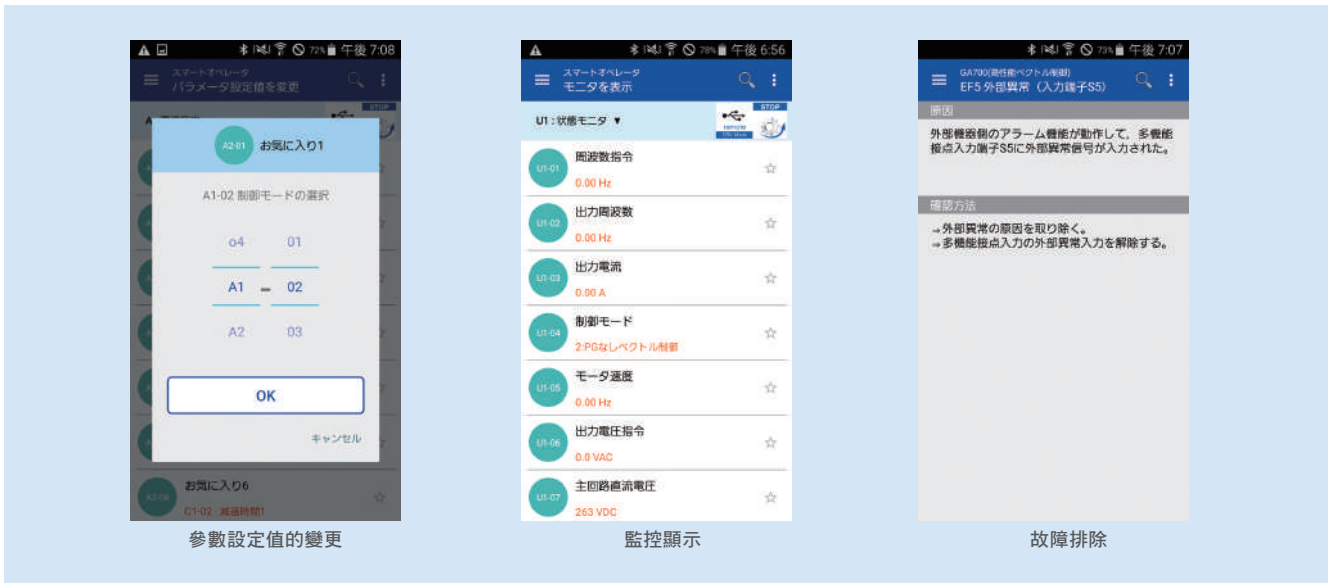 72% 午後 7:08
スマートオペレータ
パラメータ設定値を変更
STOP
A2-01 お気に入り1
A1-02 制御モードの選択
o4 01
A1 - 02
A2 03
OK
キャンセル
A2-06 お気に入り6
C1-02 減速時間1
參數設定值的變更
78% 午後 6:56
スマートオペレータ
モニタを表示
U1 : 状態モニタ ▼
STOP
U1-01 周波数指令
0.00 Hz
U1-02 出力周波数
0.00 Hz
U1-03 出力電流
0.00 A
U1-04 制御モード
2:PGなしベクトル制御
U1-05 モータ速度
0.00 Hz
U1-06 出力電圧指令
0.0 VAC
U1-07 主回路直流電圧
263 VDC
監控顯示
73% 午後 7:07
GA700(高性能ベクトル制御)
EF5 外部異常（入力端子S5）
原因
外部機器側のアラーム機能が動作して，多機能
接点入力端子S5に外部異常信号が入力された。
確認方法
→外部異常の原因を取り除く。
→多機能接点入力の外部異常入力を解除する。
故障排除